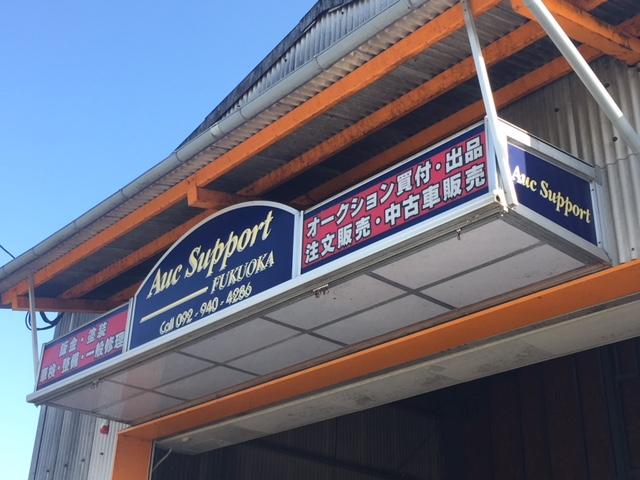 鈑金・塗装
車検・整備・一般修理
Auc Support
FUKUOKA
Call 092-940-4286
オークション買付・出品
注文販売・中古車販売
Auc Support